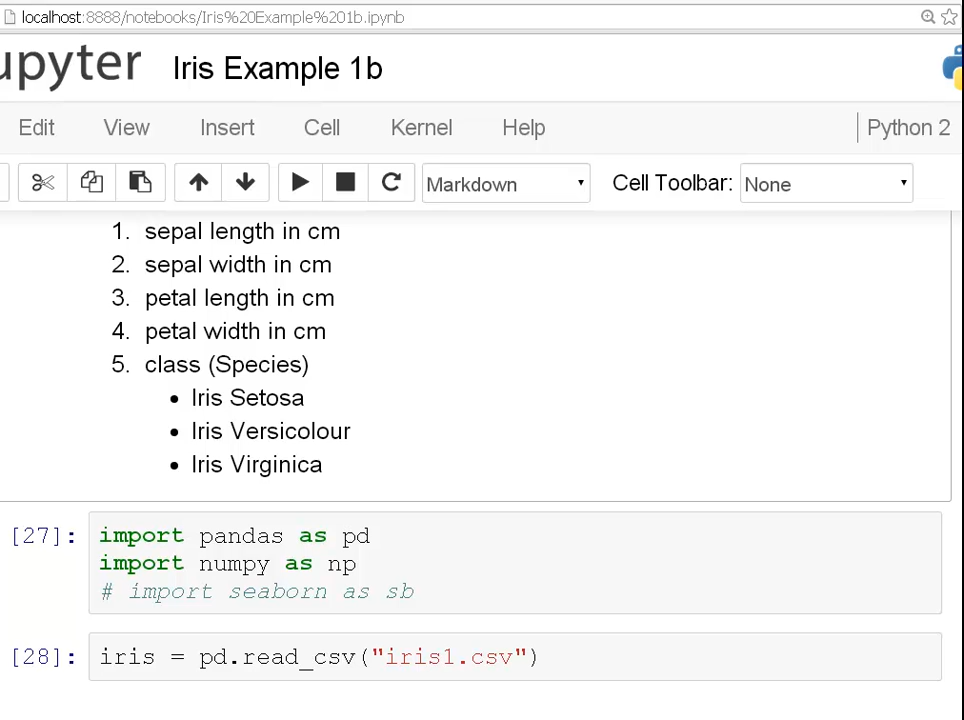 localhost:8888/notebooks/Iris%20Example%201b.ipynb
upyter Iris Example 1b
Edit View Insert Cell Kernel Help Python 2
Markdown Cell Toolbar: None
1. sepal length in cm
2. sepal width in cm
3. petal length in cm
4. petal width in cm
5. class (Species)
• Iris Setosa
• Iris Versicolour
• Iris Virginica
[27]: import pandas as pd
import numpy as np
# import seaborn as sb
[28]: iris = pd.read_csv("iris1.csv")